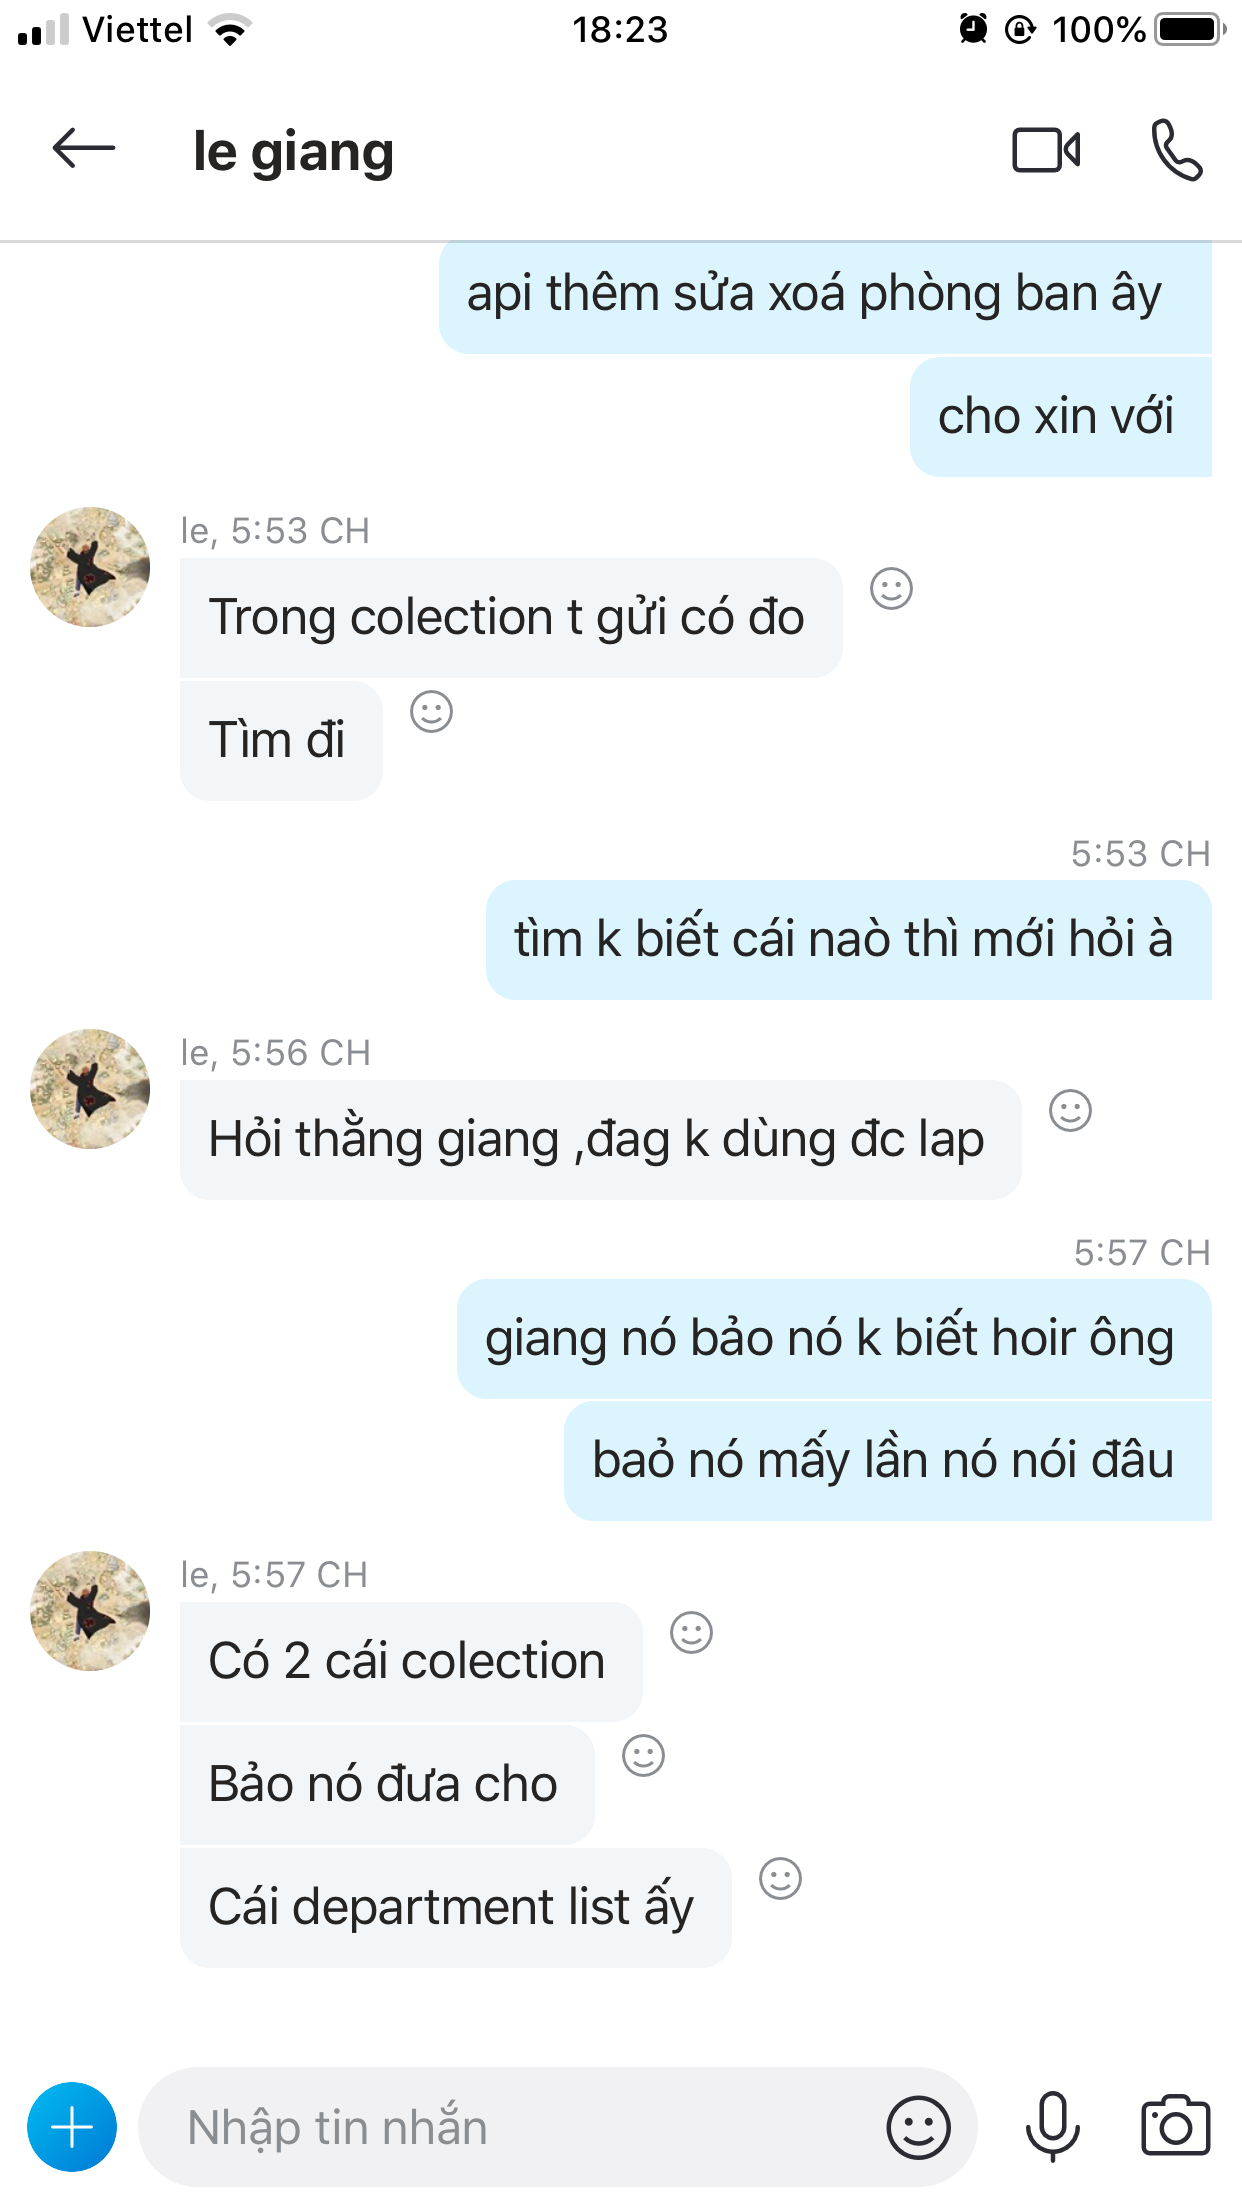 Viettel 18:23 100%
le giang
api thêm sửa xoá phòng ban ây
cho xin với
le, 5:53 CH
Trong colection t gửi có đo
Tìm đi
5:53 CH
tìm k biết cái naò thì mới hỏi à
le, 5:56 CH
Hỏi thằng giang ,đag k dùng đc lap
5:57 CH
giang nó bảo nó k biết hoir ông
baỏ nó mấy lần nó nói đâu
le, 5:57 CH
Có 2 cái colection
Bảo nó đưa cho
Cái department list ấy
Nhập tin nhắn